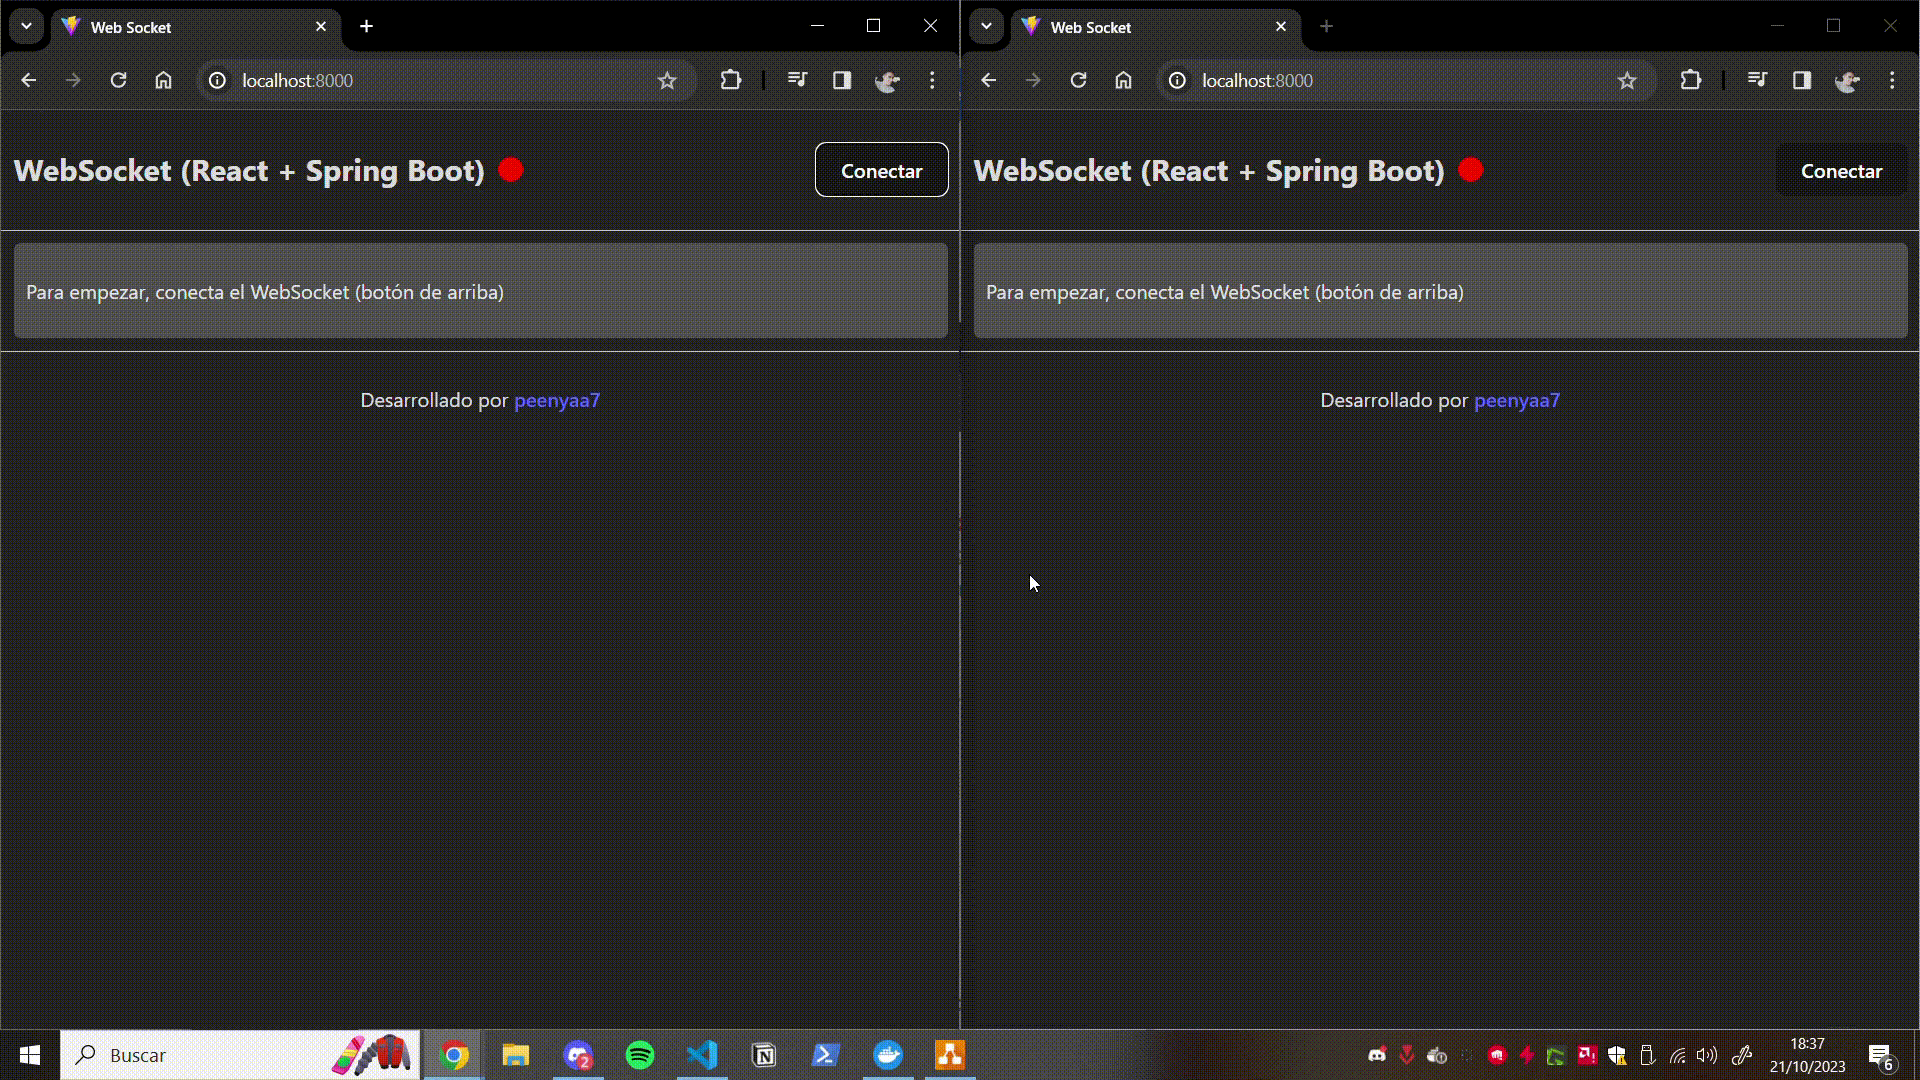 Web Socket
localhost:8000
WebSocket (React + Spring Boot)
Conectar
Para empezar, conecta el WebSocket (botón de arriba)
Desarrollado por peenyaa7
Web Socket
localhost:8000
WebSocket (React + Spring Boot)
Conectar
Para empezar, conecta el WebSocket (botón de arriba)
Desarrollado por peenyaa7
Buscar
2
18:37
21/10/2023
6